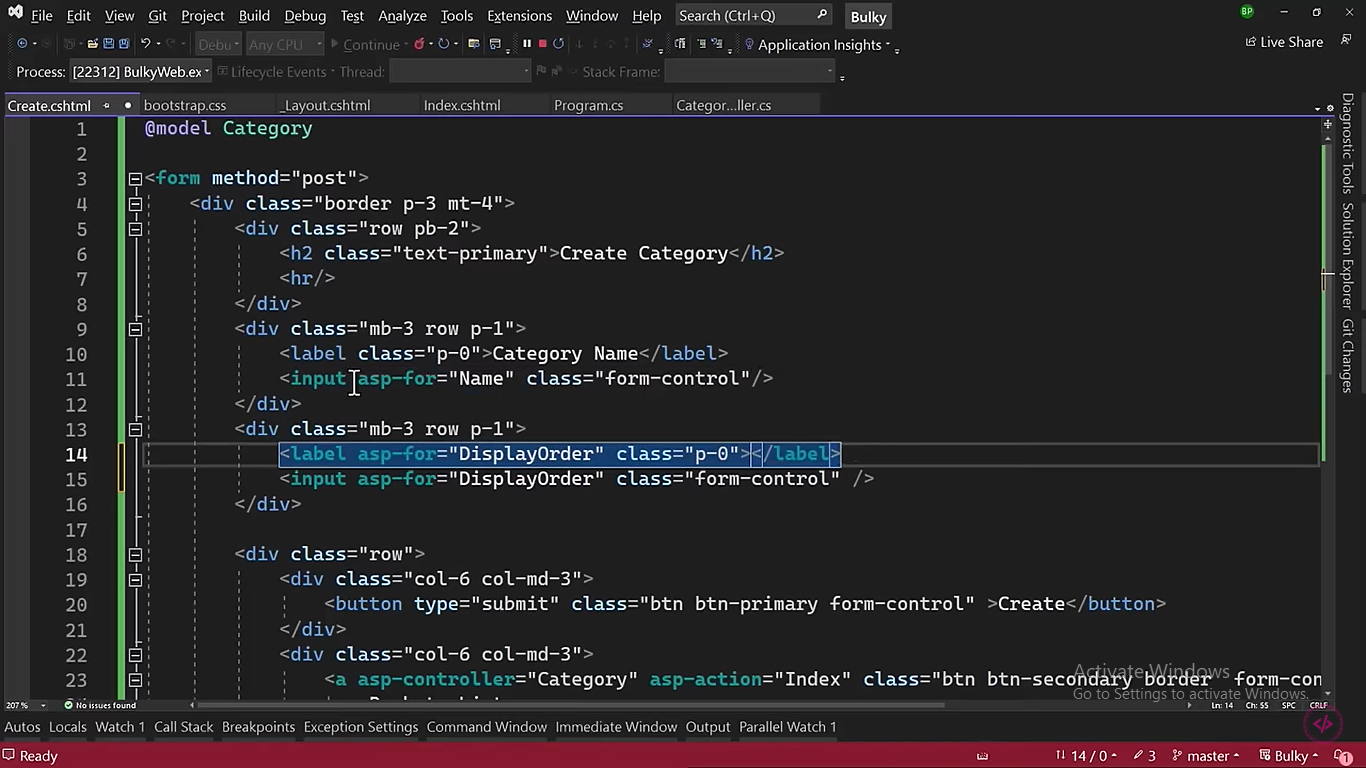 File Edit View Git Project Build Debug Test Analyze Tools Extensions Window Help Search (Ctrl+Q) Bulky BP
Debu Any CPU Continue Application Insights Live Share
Process: [22312] BulkyWeb.ex Lifecycle Events Thread: Stack Frame:
Create.cshtml bootstrap.css _Layout.cshtml Index.cshtml Program.cs Categor...ller.cs
1 @model Category
2
3 <form method="post">
4 <div class="border p-3 mt-4">
5 <div class="row pb-2">
6 <h2 class="text-primary">Create Category</h2>
7 <hr/>
8 </div>
9 <div class="mb-3 row p-1">
10 <label class="p-0">Category Name</label>
11 <input asp-for="Name" class="form-control"/>
12 </div>
13 <div class="mb-3 row p-1">
14 <label asp-for="DisplayOrder" class="p-0"></label>
15 <input asp-for="DisplayOrder" class="form-control" />
16 </div>
17
18 <div class="row">
19 <div class="col-6 col-md-3">
20 <button type="submit" class="btn btn-primary form-control" >Create</button>
21 </div>
22 <div class="col-6 col-md-3">
23 <a asp-controller="Category" asp-action="Index" class="btn btn-secondary border form-con
Diagnostic Tools Solution Explorer Git Changes
Activate Windows
Go to Settings to activate Windows.
207 % No issues found Ln: 14 Ch: 55 SPC CRLF
Autos Locals Watch 1 Call Stack Breakpoints Exception Settings Command Window Immediate Window Output Parallel Watch 1
Ready 14 / 0 3 master Bulky 1